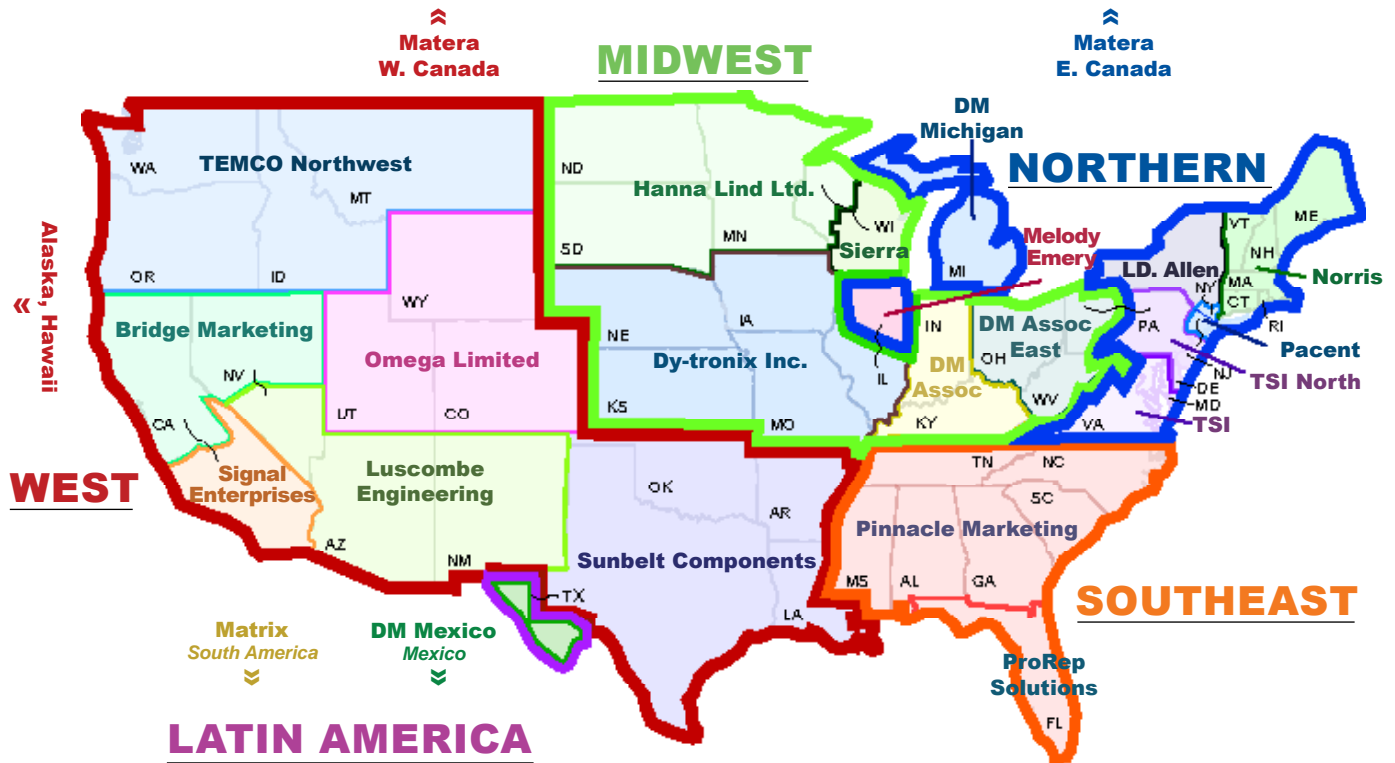 Matera
W. Canada
MIDWEST
Matera
E. Canada
DM
Michigan
NORTHERN
WA
TEMCO Northwest
MT
OR
ID
ND
Hanna Lind Ltd.
SD
MN
WI
Sierra
MI
Melody
Emery
VT
ME
NH
LD. Allen
NY
MA
CT
RI
Norris
Alaska, Hawaii
Bridge Marketing
NV
CA
WY
Omega Limited
UT
CO
NE
IA
Dy-tronix Inc.
KS
MO
IL
IN
DM
Assoc
KY
DM Assoc
East
OH
WV
PA
Pacent
NJ
TSI North
DE
MD
TSI
VA
WEST
Signal
Enterprises
Luscombe
Engineering
AZ
NM
OK
AR
Sunbelt Components
TX
LA
TN
NC
SC
Pinnacle Marketing
MS
AL
GA
SOUTHEAST
ProRep
Solutions
FL
Matrix
South America
DM Mexico
Mexico
LATIN AMERICA